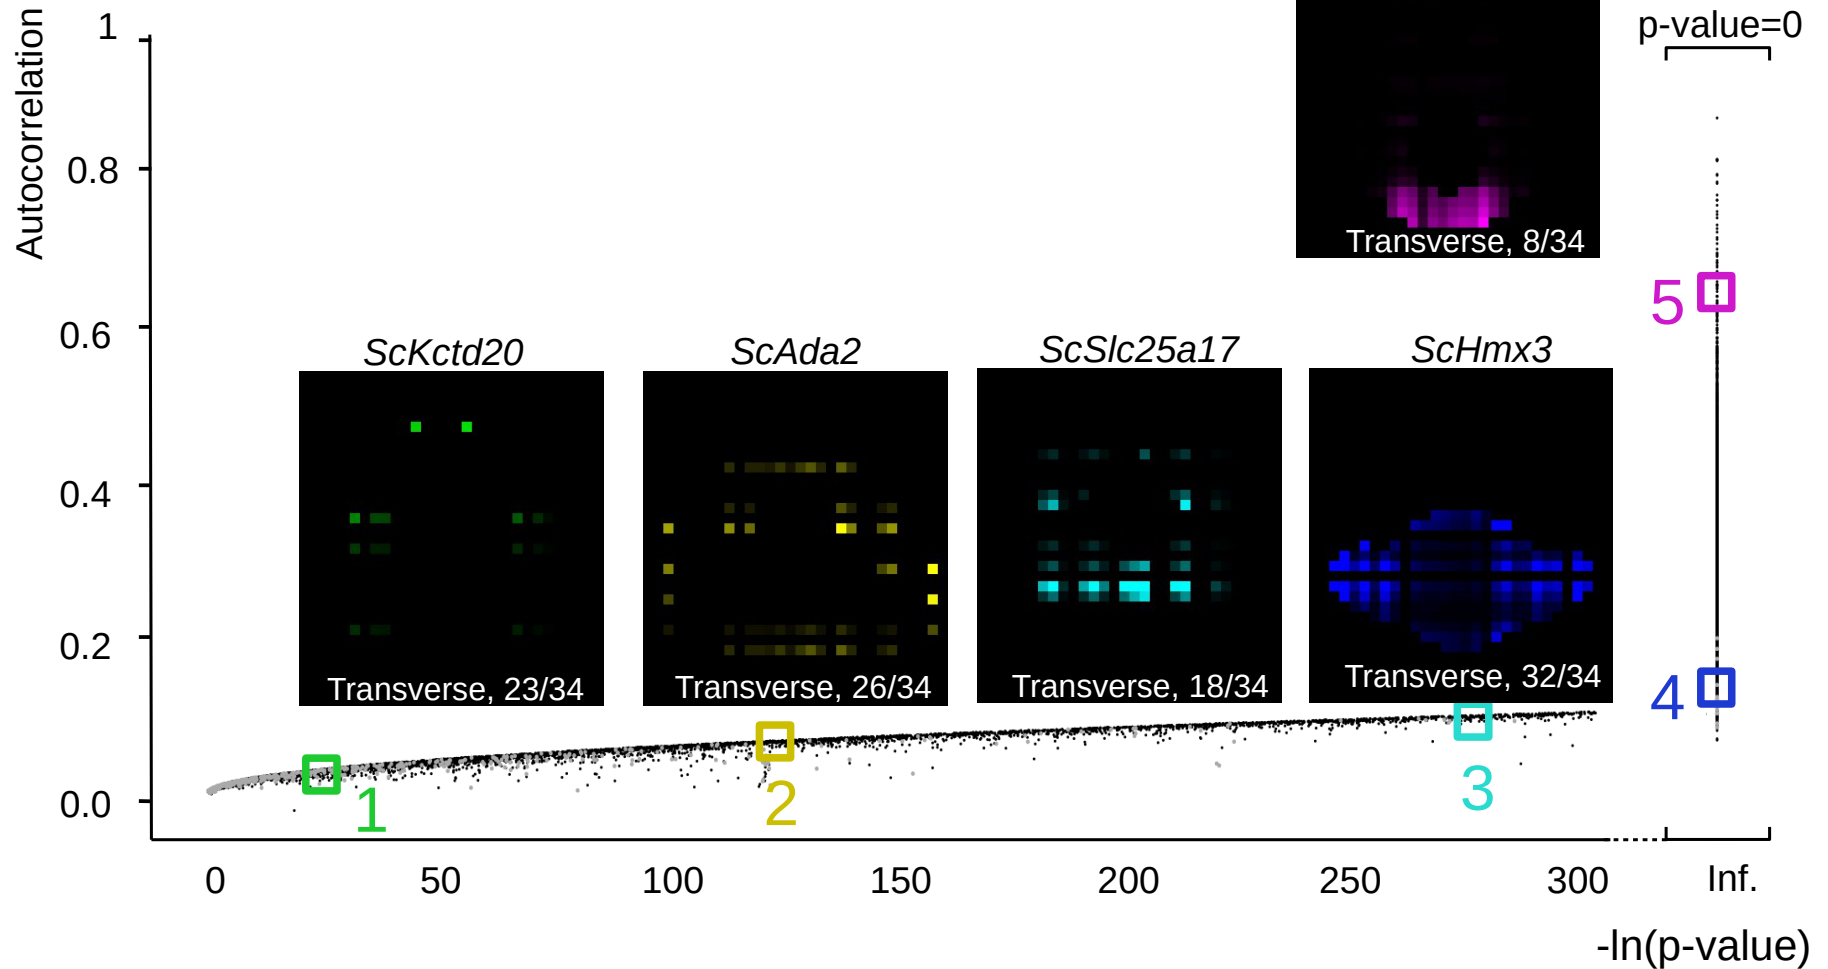 Autocorrelation
1
0.8
0.6
0.4
0.2
0.0
p-value=0
Transverse, 8/34
5
ScKctd20
ScAda2
ScSlc25a17
ScHmx3
Transverse, 23/34
Transverse, 26/34
Transverse, 18/34
Transverse, 32/34
4
1
2
3
0
50
100
150
200
250
300
Inf.
-ln(p-value)